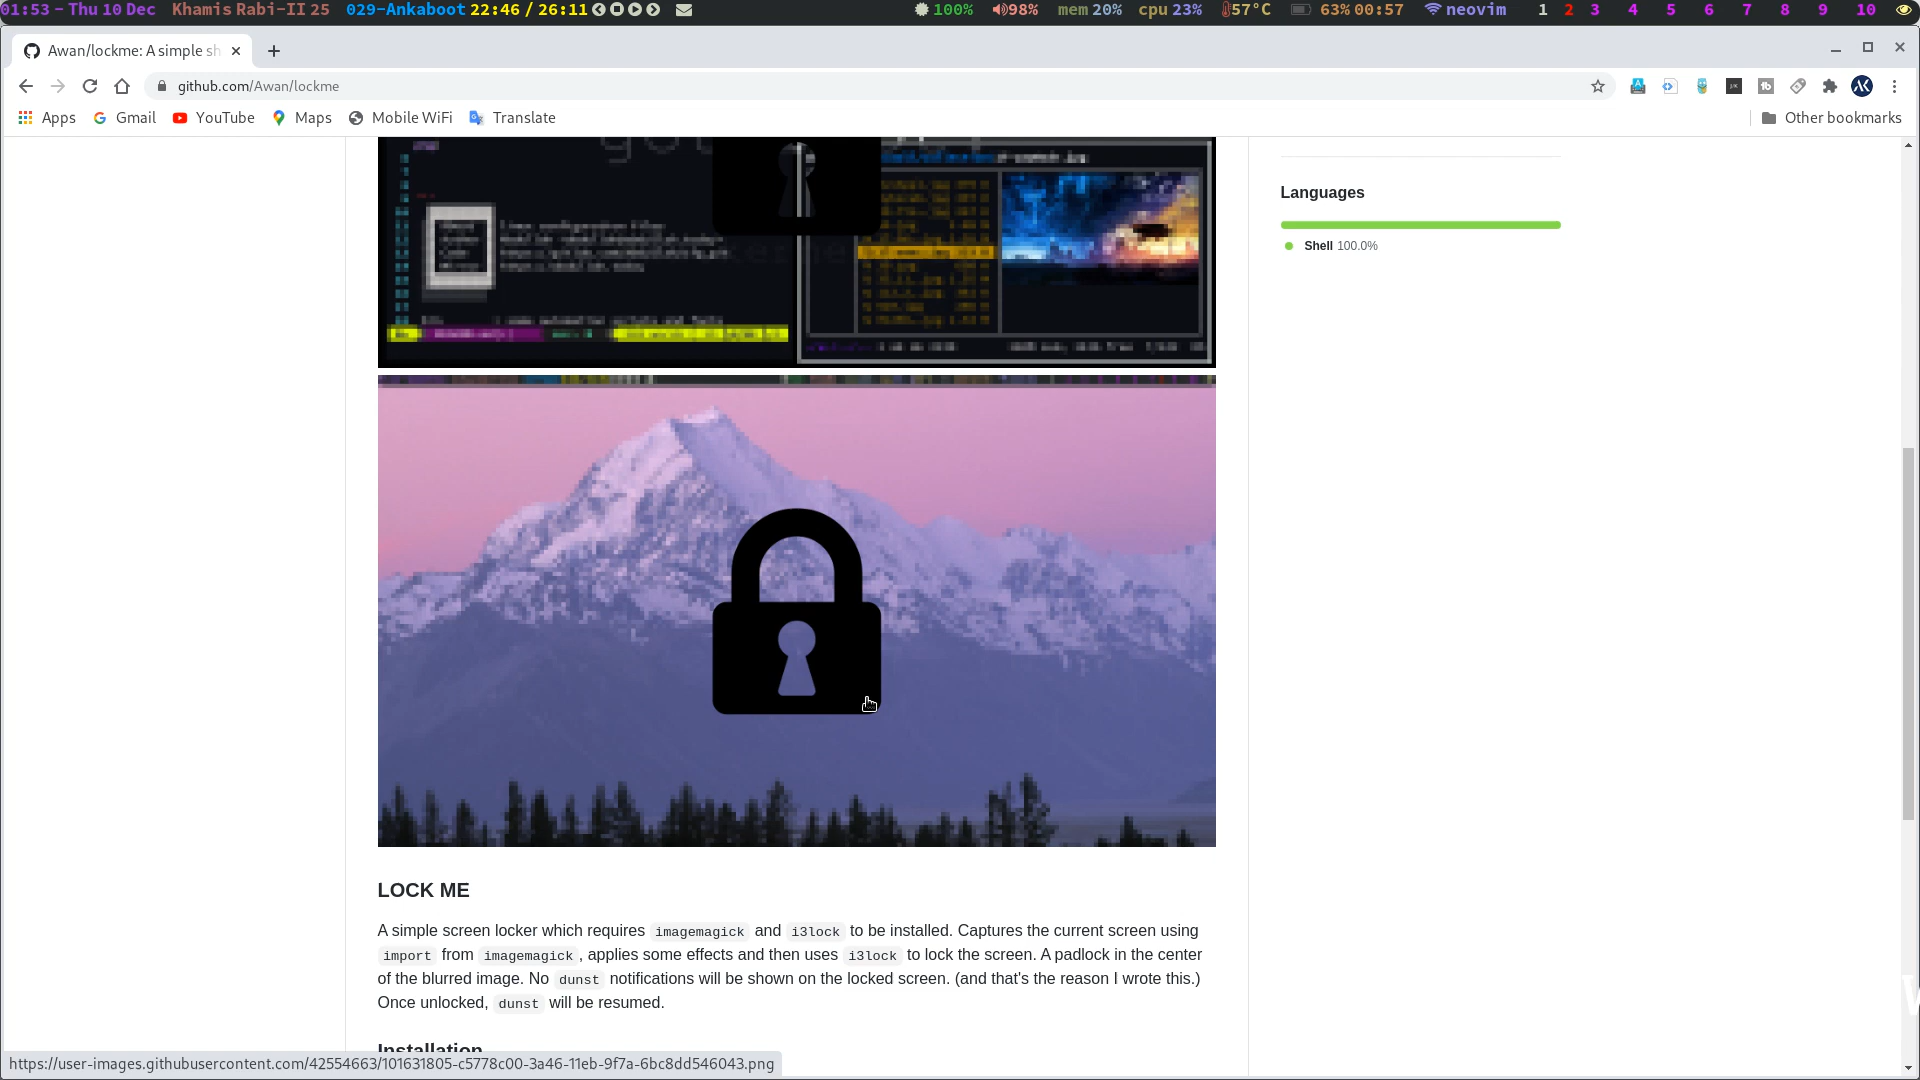 01:53 - Thu 10 Dec Khamis Rabi-II 25 029-Ankaboot 22:46 / 26:11 100% 98% mem 20% cpu 23% 57°C 63% 00:57 neovim 1 2 3 4 5 6 7 8 9 10
Awan/lockme: A simple sh
github.com/Awan/lockme
Apps Gmail YouTube Maps Mobile WiFi Translate Other bookmarks
Languages
Shell 100.0%
LOCK ME
A simple screen locker which requires imagemagick and i3lock to be installed. Captures the current screen using
import from imagemagick , applies some effects and then uses i3lock to lock the screen. A padlock in the center
of the blurred image. No dunst notifications will be shown on the locked screen. (and that's the reason I wrote this.)
Once unlocked, dunst will be resumed.
Installation
https://user-images.githubusercontent.com/42554663/101631805-c5778c00-3a46-11eb-9f7a-6bc8dd546043.png